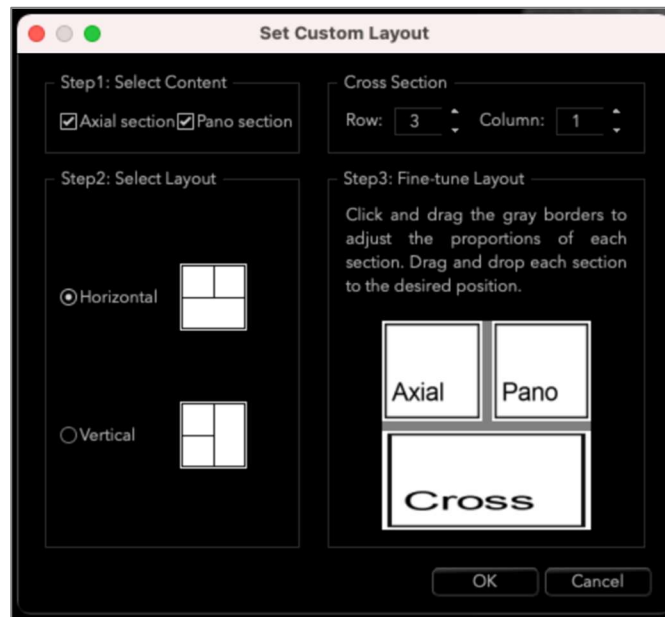 Set Custom Layout
Step1: Select Content
Axial section Pano section
Cross Section
Row: 3 Column: 1
Step2: Select Layout
Horizontal
Vertical
Step3: Fine-tune Layout
Click and drag the gray borders to
adjust the proportions of each
section. Drag and drop each section
to the desired position.
Axial Pano
Cross
OK Cancel